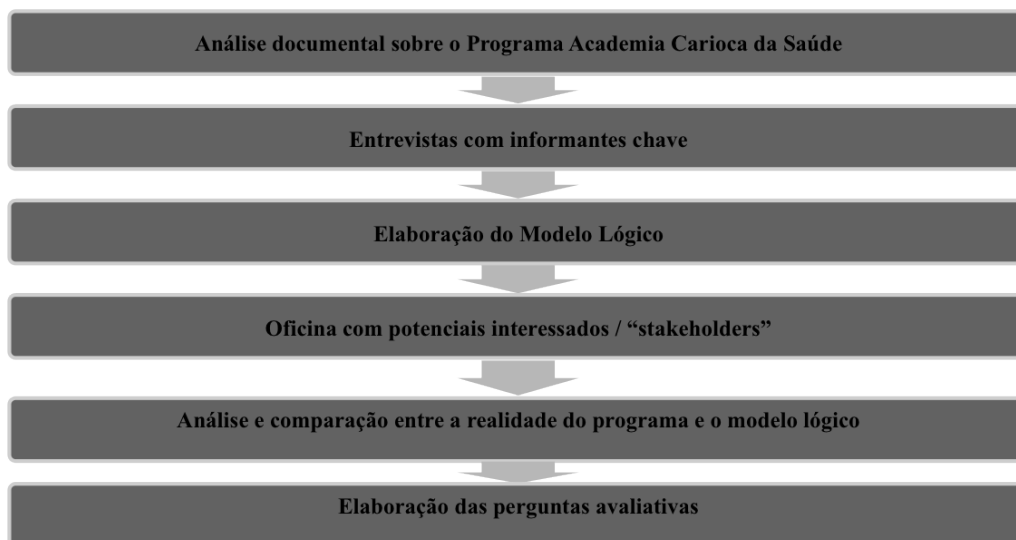 Análise documental sobre o Programa Academia Carioca da Saúde
Entrevistas com informantes chave
Elaboração do Modelo Lógico
Oficina com potenciais interessados / “stakeholders”
Análise e comparação entre a realidade do programa e o modelo lógico
Elaboração das perguntas avaliativas